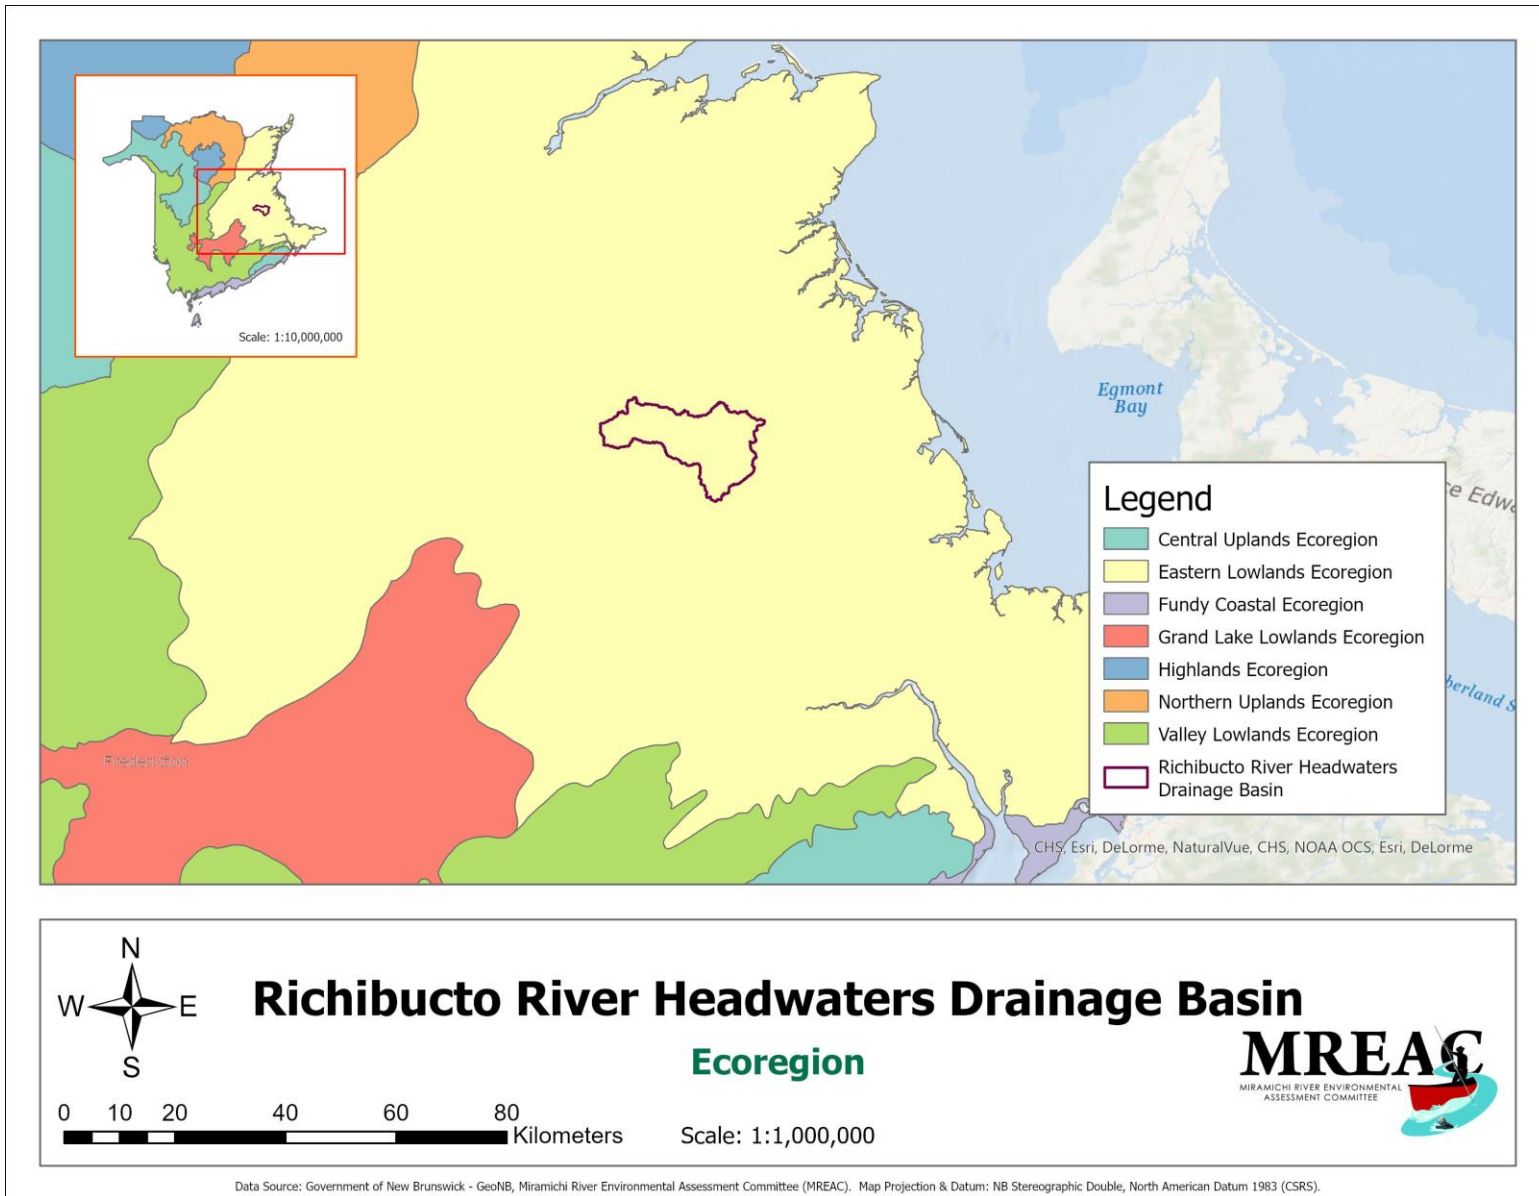 Scale: 1:10,000,000
Egmont
Bay
Legend
Central Uplands Ecoregion
Eastern Lowlands Ecoregion
Fundy Coastal Ecoregion
Grand Lake Lowlands Ecoregion
Highlands Ecoregion
Northern Uplands Ecoregion
Valley Lowlands Ecoregion
Richibucto River Headwaters
Drainage Basin
ce Edwa
berland S
Fredericton
CHS, Esri, DeLorme, NaturalVue, CHS, NOAA OCS, Esri, DeLorme
N
W E
S
Richibucto River Headwaters Drainage Basin
Ecoregion
MREAC
MIRAMICHI RIVER ENVIRONMENTAL
ASSESSMENT COMMITTEE
0 10 20 40 60 80
Kilometers
Scale: 1:1,000,000
Data Source: Government of New Brunswick - GeoNB, Miramichi River Environmental Assessment Committee (MREAC). Map Projection & Datum: NB Stereographic Double, North American Datum 1983 (CSRS).